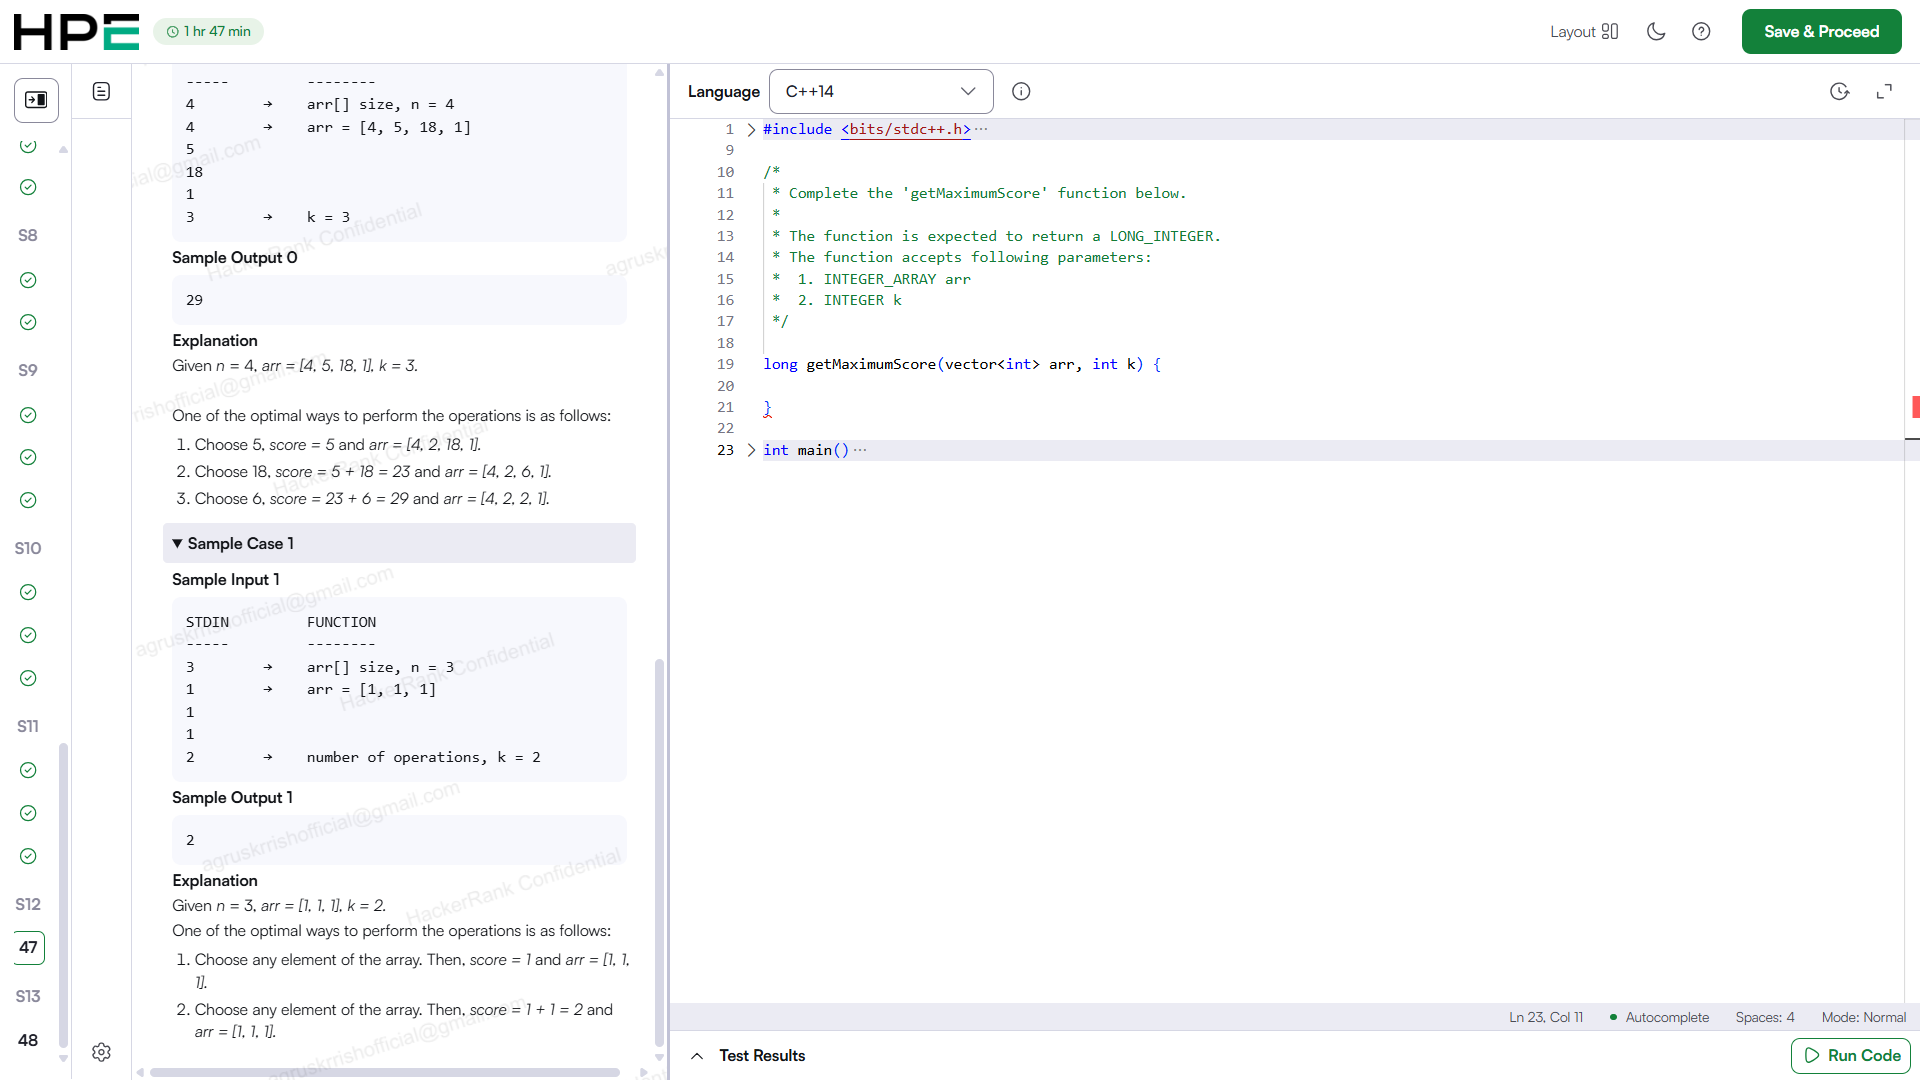 HPE
1 hr 47 min
Layout
Save & Proceed
S8
S9
S10
S11
S12
47
S13
48
-----          --------
4        →    arr[] size, n = 4
4        →    arr = [4, 5, 18, 1]
5
18
1
3        →    k = 3
Sample Output 0
29
Explanation
Given n = 4, arr = [4, 5, 18, 1], k = 3.
One of the optimal ways to perform the operations is as follows:
1. Choose 5, score = 5 and arr = [4, 2, 18, 1].
2. Choose 18, score = 5 + 18 = 23 and arr = [4, 2, 6, 1].
3. Choose 6, score = 23 + 6 = 29 and arr = [4, 2, 2, 1].
Sample Case 1
Sample Input 1
STDIN          FUNCTION
-----          --------
3        →    arr[] size, n = 3
1        →    arr = [1, 1, 1]
1
1
2        →    number of operations, k = 2
Sample Output 1
2
Explanation
Given n = 3, arr = [1, 1, 1], k = 2.
One of the optimal ways to perform the operations is as follows:
1. Choose any element of the array. Then, score = 1 and arr = [1, 1,
1].
2. Choose any element of the array. Then, score = 1 + 1 = 2 and
arr = [1, 1, 1].
HackerRank Confidential
agruskrrishofficial@gmail.com
Language
C++14
1 #include <bits/stdc++.h>···
9
10 /*
11  * Complete the 'getMaximumScore' function below.
12  *
13  * The function is expected to return a LONG_INTEGER.
14  * The function accepts following parameters:
15  *  1. INTEGER_ARRAY arr
16  *  2. INTEGER k
17  */
18
19 long getMaximumScore(vector<int> arr, int k) {
20
21 }
22
23 int main()···
Ln 23, Col 11
Autocomplete
Spaces: 4
Mode: Normal
Test Results
Run Code